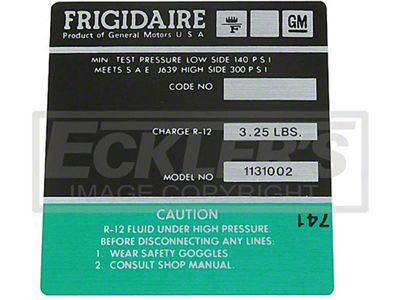 FRIGIDAIRE
Product of General Motors U S A
F
GM
MIN TEST PRESSURE LOW SIDE 140 P S I
MEETS S A E J639 HIGH SIDE 300 P S I
CODE NO
CHARGE R-12 3.25 LBS.
MODEL NO 1131002
ECKLER'S
IMAGE COPYRIGHT
CAUTION
741
R-12 FLUID UNDER HIGH PRESSURE.
BEFORE DISCONNECTING ANY LINES:
1. WEAR SAFETY GOGGLES.
2. CONSULT SHOP MANUAL.